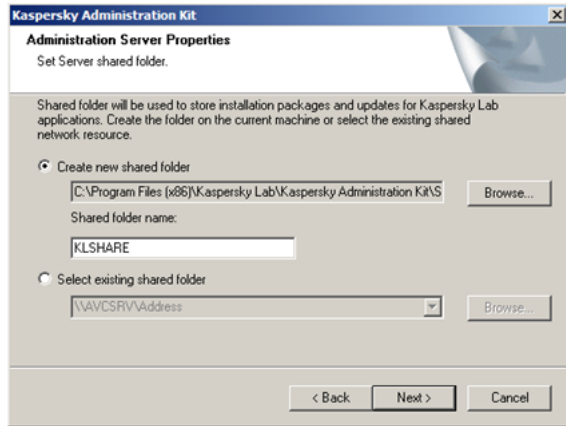 Kaspersky Administration Kit
Administration Server Properties
Set Server shared folder.
Shared folder will be used to store installation packages and updates for Kaspersky Lab
applications. Create the folder on the current machine or select the existing shared
network resource.
Create new shared folder
C:\Program Files (x86)\Kaspersky Lab\Kaspersky Administration Kit\S
Browse...
Shared folder name:
KLSHARE
Select existing shared folder
\\AVCSRV\Address
Browse...
< Back
Next >
Cancel